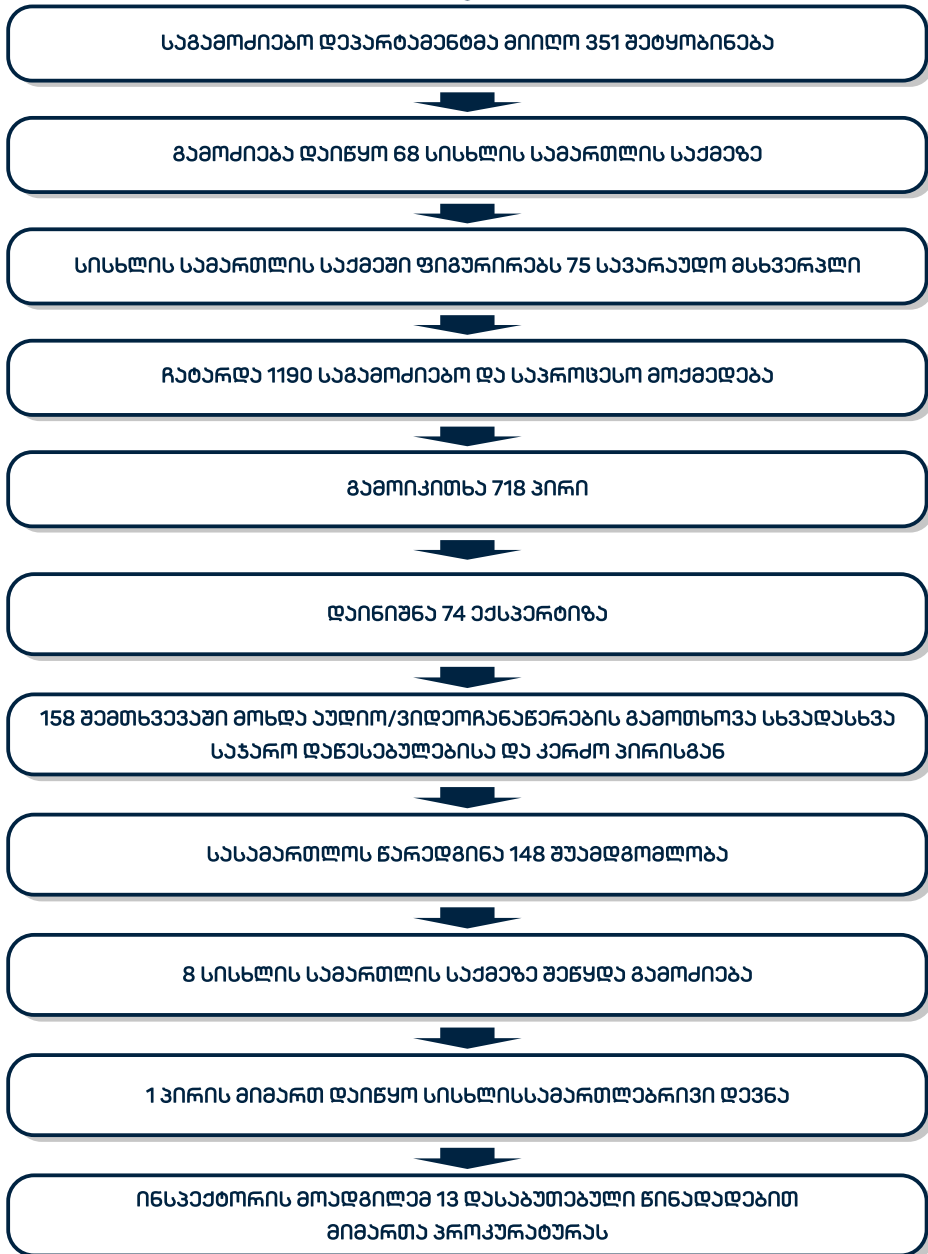 საგამოძიებო დეპარტამენტმა მიიღო 351 შეტყობინება
გამოძიება დაიწყო 68 სისხლის სამართლის საქმეზე
სისხლის სამართლის საქმეში ფიგურირებს 75 სავარაუდო მსხვერპლი
ჩატარდა 1190 საგამოძიებო და საპროცესო მოქმედება
გამოიკითხა 718 პირი
დაინიშნა 74 ექსპერტიზა
158 შემთხვევაში მოხდა აუდიო/ვიდეოჩანაწერების გამოთხოვა სხვადასხვა
საჯარო დაწესებულებისა და კერძო პირისგან
სასამართლოს წარედგინა 148 შუამდგომლობა
8 სისხლის სამართლის საქმეზე შეწყდა გამოძიება
1 პირის მიმართ დაიწყო სისხლისსამართლებრივი დევნა
ინსპექტორის მოადგილემ 13 დასაბუთებული წინადადებით
მიმართა პროკურატურას